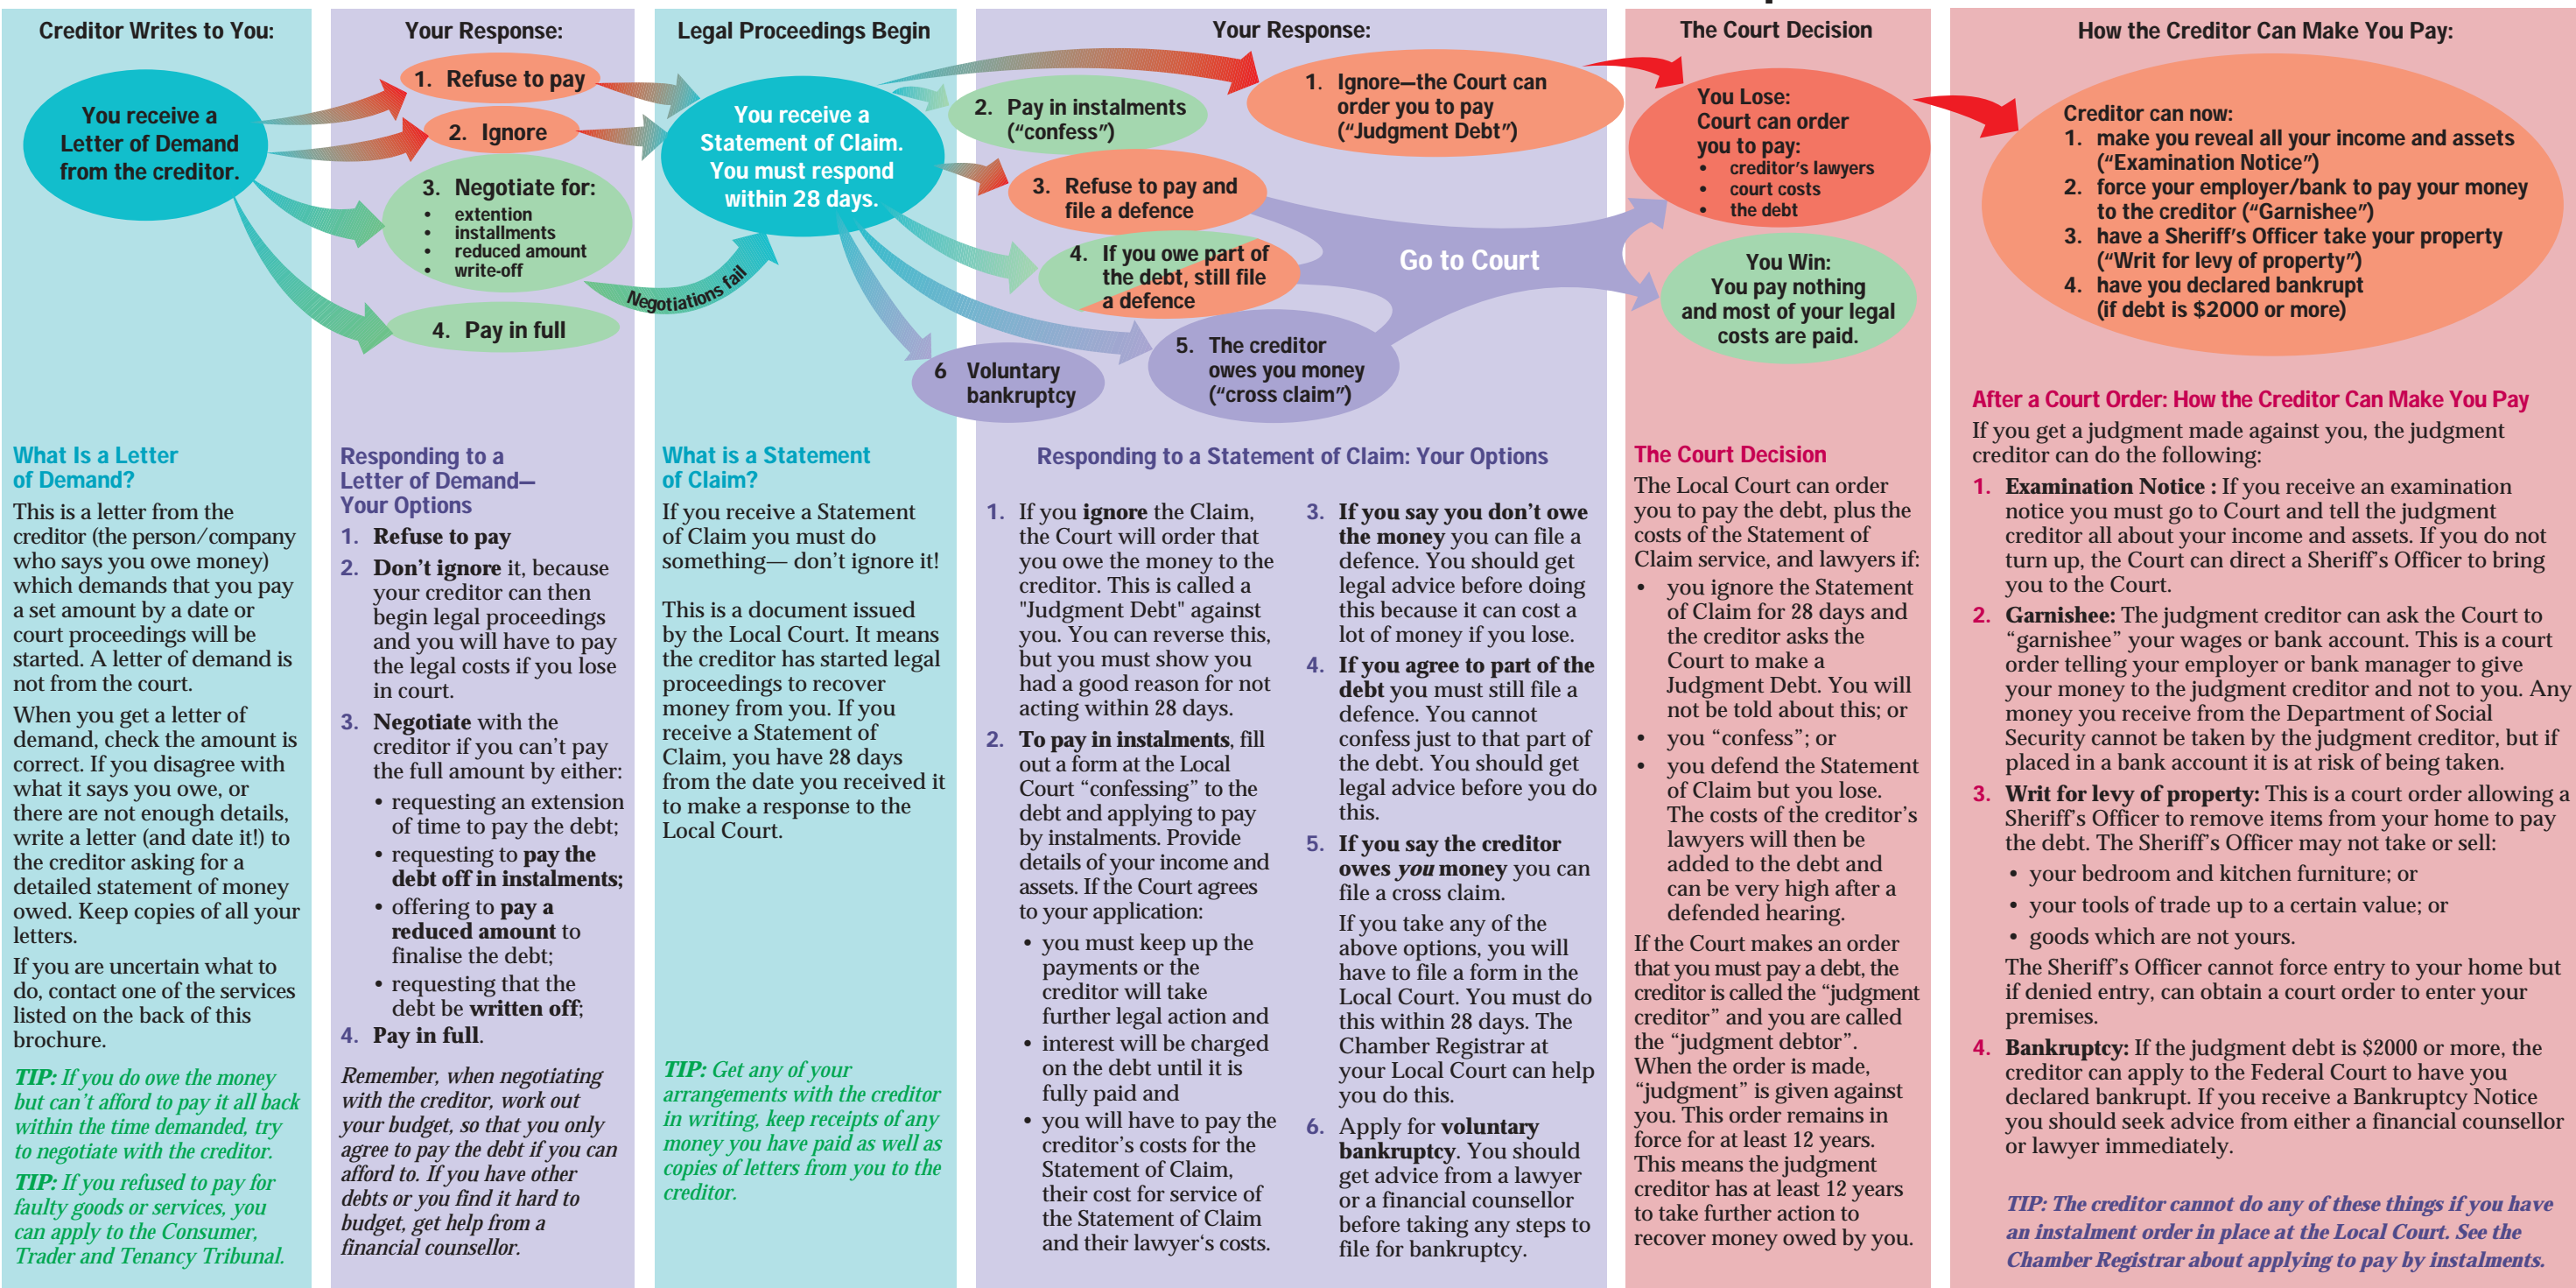 Creditor Writes to You:
You receive a
Letter of Demand
from the creditor.
What Is a Letter
of Demand?
This is a letter from the
creditor (the person/company
who says you owe money)
which demands that you pay
a set amount by a date or
court proceedings will be
started. A letter of demand is
not from the court.
When you get a letter of
demand, check the amount is
correct. If you disagree with
what it says you owe, or
there are not enough details,
write a letter (and date it!) to
the creditor asking for a
detailed statement of money
owed. Keep copies of all your
letters.
If you are uncertain what to
do, contact one of the services
listed on the back of this
brochure.
TIP: If you do owe the money
but can't afford to pay it all back
within the time demanded, try
to negotiate with the creditor.
TIP: If you refused to pay for
faulty goods or services, you
can apply to the Consumer,
Trader and Tenancy Tribunal.
Your Response:
1. Refuse to pay
2. Ignore
3. Negotiate for:
• extention
• installments
• reduced amount
• write-off
4. Pay in full
Negotiations fail
Responding to a
Letter of Demand—
Your Options
1. Refuse to pay
2. Don't ignore it, because
your creditor can then
begin legal proceedings
and you will have to pay
the legal costs if you lose
in court.
3. Negotiate with the
creditor if you can't pay
the full amount by either:
• requesting an extension
of time to pay the debt;
• requesting to pay the
debt off in instalments;
• offering to pay a
reduced amount to
finalise the debt;
• requesting that the
debt be written off;
4. Pay in full.
Remember, when negotiating
with the creditor, work out
your budget, so that you only
agree to pay the debt if you can
afford to. If you have other
debts or you find it hard to
budget, get help from a
financial counsellor.
Legal Proceedings Begin
You receive a
Statement of Claim.
You must respond
within 28 days.
What is a Statement
of Claim?
If you receive a Statement
of Claim you must do
something— don't ignore it!
This is a document issued
by the Local Court. It means
the creditor has started legal
proceedings to recover
money from you. If you
receive a Statement of
Claim, you have 28 days
from the date you received it
to make a response to the
Local Court.
TIP: Get any of your
arrangements with the creditor
in writing, keep receipts of any
money you have paid as well as
copies of letters from you to the
creditor.
Your Response:
1. Ignore—the Court can
order you to pay
("Judgment Debt")
2. Pay in instalments
("confess")
3. Refuse to pay and
file a defence
4. If you owe part of
the debt, still file
a defence
5. The creditor
owes you money
("cross claim")
6 Voluntary
bankruptcy
Go to Court
Responding to a Statement of Claim: Your Options
1. If you ignore the Claim,
the Court will order that
you owe the money to the
creditor. This is called a
"Judgment Debt" against
you. You can reverse this,
but you must show you
had a good reason for not
acting within 28 days.
2. To pay in instalments, fill
out a form at the Local
Court “confessing” to the
debt and applying to pay
by instalments. Provide
details of your income and
assets. If the Court agrees
to your application:
• you must keep up the
payments or the
creditor will take
further legal action and
• interest will be charged
on the debt until it is
fully paid and
• you will have to pay the
creditor's costs for the
Statement of Claim,
their cost for service of
the Statement of Claim
and their lawyer‘s costs.
3. If you say you don't owe
the money you can file a
defence. You should get
legal advice before doing
this because it can cost a
lot of money if you lose.
4. If you agree to part of the
debt you must still file a
defence. You cannot
confess just to that part of
the debt. You should get
legal advice before you do
this.
5. If you say the creditor
owes you money you can
file a cross claim.
If you take any of the
above options, you will
have to file a form in the
Local Court. You must do
this within 28 days. The
Chamber Registrar at
your Local Court can help
you do this.
6. Apply for voluntary
bankruptcy. You should
get advice from a lawyer
or a financial counsellor
before taking any steps to
file for bankruptcy.
The Court Decision
You Lose:
Court can order
you to pay:
• creditor's lawyers
• court costs
• the debt
You Win:
You pay nothing
and most of your legal
costs are paid.
The Court Decision
The Local Court can order
you to pay the debt, plus the
costs of the Statement of
Claim service, and lawyers if:
• you ignore the Statement
of Claim for 28 days and
the creditor asks the
Court to make a
Judgment Debt. You will
not be told about this; or
• you “confess”; or
• you defend the Statement
of Claim but you lose.
The costs of the creditor's
lawyers will then be
added to the debt and
can be very high after a
defended hearing.
If the Court makes an order
that you must pay a debt, the
creditor is called the “judgment
creditor” and you are called
the “judgment debtor”.
When the order is made,
“judgment” is given against
you. This order remains in
force for at least 12 years.
This means the judgment
creditor has at least 12 years
to take further action to
recover money owed by you.
How the Creditor Can Make You Pay:
Creditor can now:
1. make you reveal all your income and assets
("Examination Notice")
2. force your employer/bank to pay your money
to the creditor ("Garnishee")
3. have a Sheriff's Officer take your property
("Writ for levy of property")
4. have you declared bankrupt
(if debt is $2000 or more)
After a Court Order: How the Creditor Can Make You Pay
If you get a judgment made against you, the judgment
creditor can do the following:
1. Examination Notice : If you receive an examination
notice you must go to Court and tell the judgment
creditor all about your income and assets. If you do not
turn up, the Court can direct a Sheriff's Officer to bring
you to the Court.
2. Garnishee: The judgment creditor can ask the Court to
“garnishee” your wages or bank account. This is a court
order telling your employer or bank manager to give
your money to the judgment creditor and not to you. Any
money you receive from the Department of Social
Security cannot be taken by the judgment creditor, but if
placed in a bank account it is at risk of being taken.
3. Writ for levy of property: This is a court order allowing a
Sheriff's Officer to remove items from your home to pay
the debt. The Sheriff's Officer may not take or sell:
• your bedroom and kitchen furniture; or
• your tools of trade up to a certain value; or
• goods which are not yours.
The Sheriff's Officer cannot force entry to your home but
if denied entry, can obtain a court order to enter your
premises.
4. Bankruptcy: If the judgment debt is $2000 or more, the
creditor can apply to the Federal Court to have you
declared bankrupt. If you receive a Bankruptcy Notice
you should seek advice from either a financial counsellor
or lawyer immediately.
TIP: The creditor cannot do any of these things if you have
an instalment order in place at the Local Court. See the
Chamber Registrar about applying to pay by instalments.